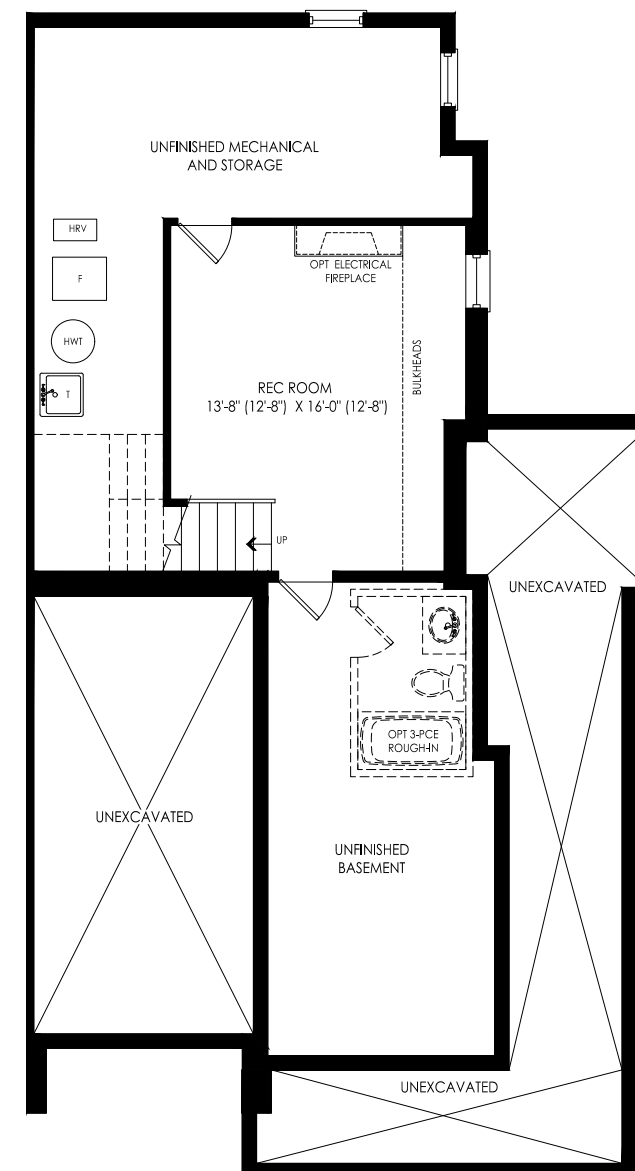 UNFINISHED MECHANICAL
AND STORAGE
HRV
F
OPT ELECTRICAL
FIREPLACE
HWT
BULKHEADS
T
REC ROOM
13'-8" (12'-8") X 16'-0" (12'-8")
UP
UNEXCAVATED
OPT 3-PCE
ROUGH-IN
UNEXCAVATED
UNFINISHED
BASEMENT
UNEXCAVATED